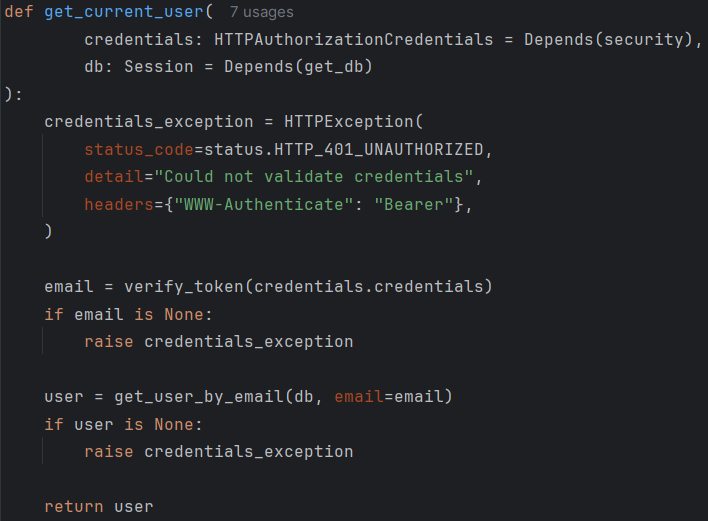 def get_current_user(  7 usages
        credentials: HTTPAuthorizationCredentials = Depends(security),
        db: Session = Depends(get_db)
):
    credentials_exception = HTTPException(
        status_code=status.HTTP_401_UNAUTHORIZED,
        detail="Could not validate credentials",
        headers={"WWW-Authenticate": "Bearer"},
    )
    email = verify_token(credentials.credentials)
    if email is None:
        raise credentials_exception
    user = get_user_by_email(db, email=email)
    if user is None:
        raise credentials_exception
    return user